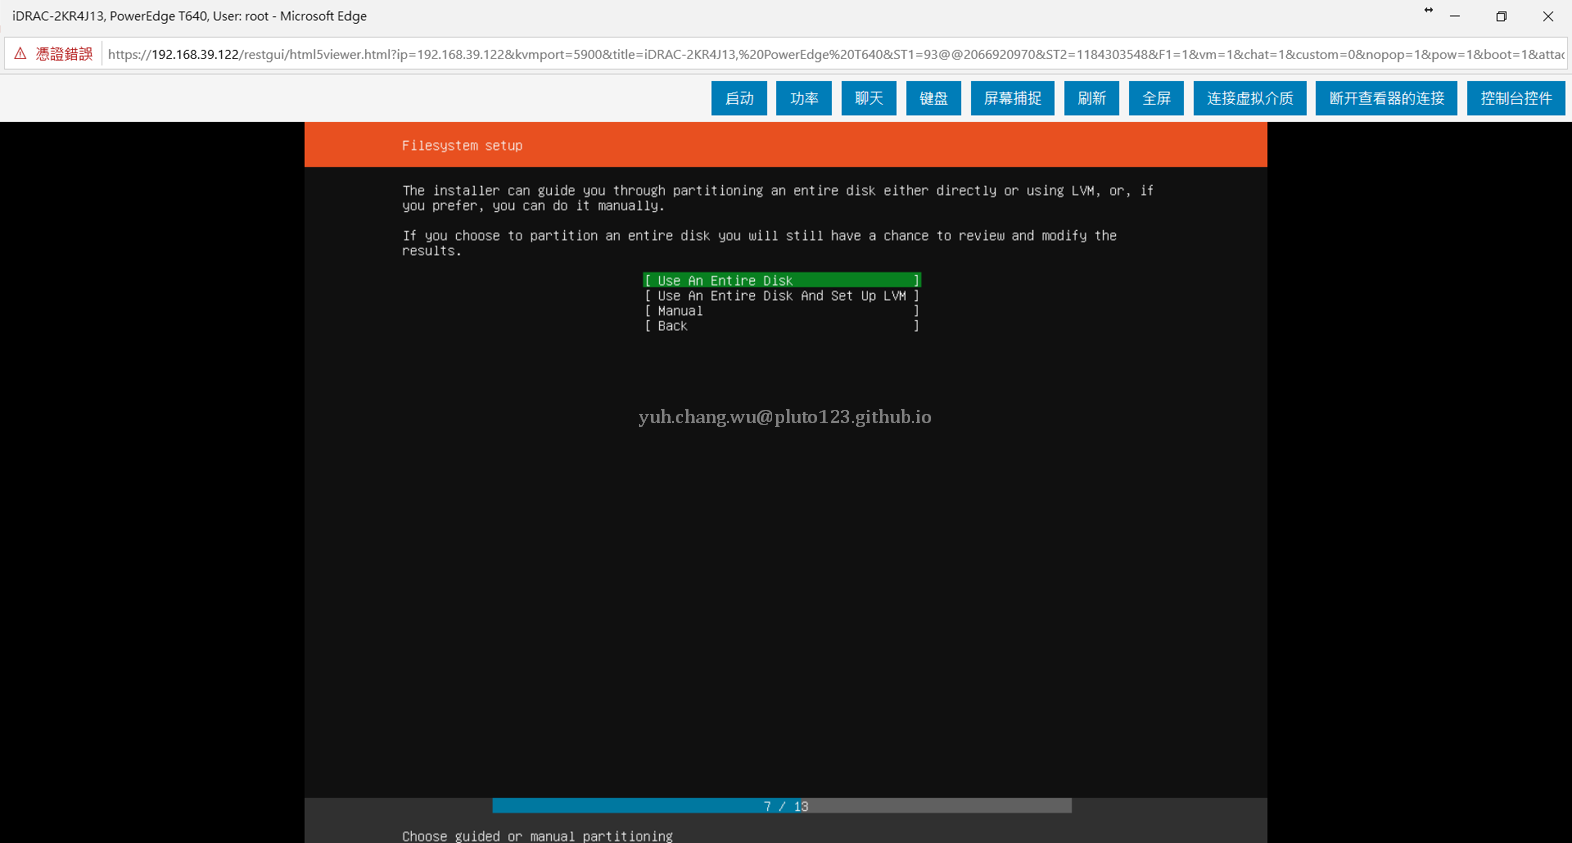 iDRAC-2KR4J13, PowerEdge T640, User: root - Microsoft Edge
憑證錯誤
https://192.168.39.122/restgui/html5viewer.html?ip=192.168.39.122&kvmport=5900&title=iDRAC-2KR4J13,%20PowerEdge%20T640&ST1=93@@2066920970&ST2=1184303548&F1=1&vm=1&chat=1&custom=0&nopop=1&pow=1&boot=1&attac
启动 功率 聊天 键盘 屏幕捕捉 刷新 全屏 连接虚拟介质 断开查看器的连接 控制台控件
Filesystem setup
The installer can guide you through partitioning an entire disk either directly or using LVM, or, if
you prefer, you can do it manually.
If you choose to partition an entire disk you will still have a chance to review and modify the
results.
[ Use An Entire Disk ]
[ Use An Entire Disk And Set Up LVM ]
[ Manual ]
[ Back ]
yuh.chang.wu@pluto123.github.io
7 / 13
Choose guided or manual partitioning